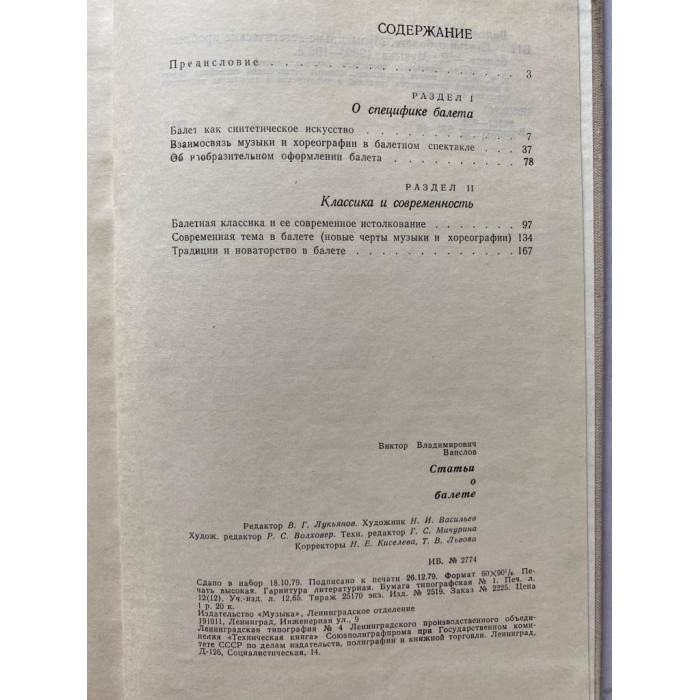 СОДЕРЖАНИЕ
Предисловие . . . . . . . . . . . . . . . . . 3
РАЗДЕЛ I
О специфике балета
Балет как синтетическое искусство . . . . . . . . . . 7
Взаимосвязь музыки и хореографии в балетном спектакле . . . 37
Об изобразительном оформлении балета . . . . . . . . . 78
РАЗДЕЛ II
Классика и современность
Балетная классика и ее современное истолкование . . . . . . 97
Современная тема в балете (новые черты музыки и хореографии) 134
Традиции и новаторство в балете . . . . . . . . . . . . 167
Виктор Владимирович
Ванслов
Статьи
о
балете
Редактор В. Г. Лукьянов. Художник Н. И. Васильев
Худож. редактор Р. С. Волховер. Техн. редактор Г. С. Мичурина
Корректоры Н. Е. Киселева, Т. В. Львова
ИБ. № 2774
Сдано в набор 18.10.79. Подписано к печати 26.12.79. Формат 60×90¹/₁₆. Пе-
чать высокая. Гарнитура литературная. Бумага типографская № 1. Печ. л.
12(12). Уч.-изд. л. 12,65. Тираж 25170 экз. Изд. № 2519. Заказ № 2225. Цена
1 р. 20 к.
Издательство «Музыка», Ленинградское отделение
191011, Ленинград, Инженерная ул., 9
Ленинградская типография № 4 Ленинградского производственного объеди-
нения «Техническая книга» Союзполиграфпрома при Государственном коми-
тете СССР по делам издательств, полиграфии и книжной торговли. Ленинград,
Д-126, Социалистическая, 14.